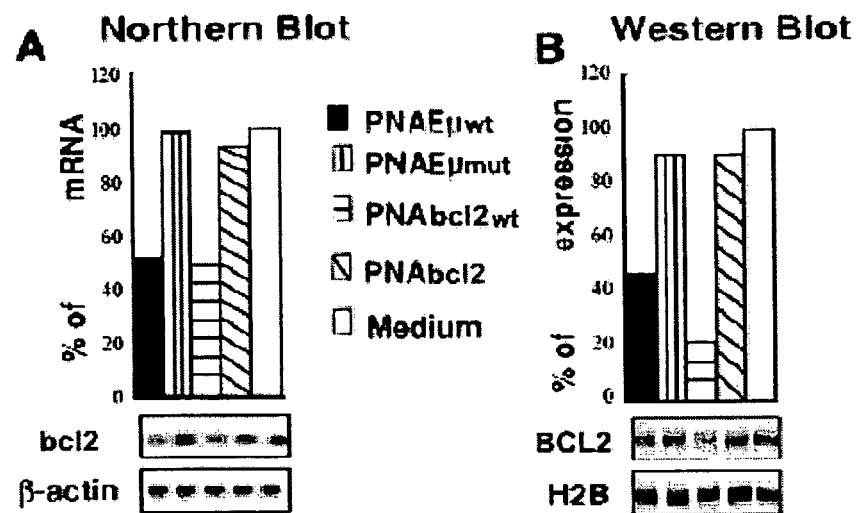 A Northern Blot
% of mRNA
120
100
80
60
40
20
0
bcl2
β-actin
PNAEμwt
PNAEμmut
PNAbcl2wt
PNAbcl2
Medium
B Western Blot
% of expression
120
100
80
60
40
20
0
BCL2
H2B